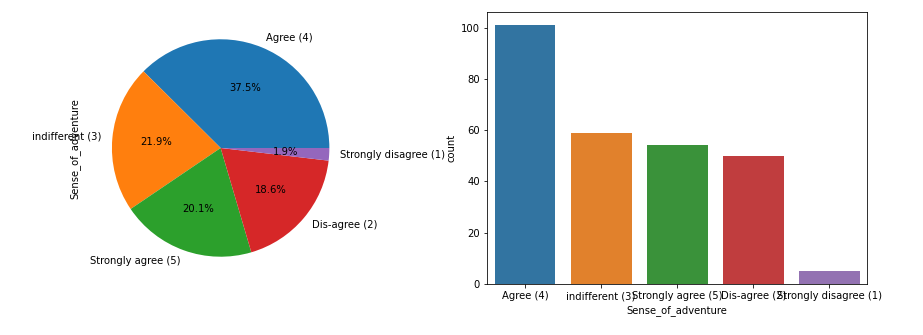 Agree (4)
37.5%
indifferent (3)
21.9%
Sense_of_adventure
1.9%
Strongly disagree (1)
18.6%
20.1%
Dis-agree (2)
Strongly agree (5)
100
80
60
40
20
0
count
Agree (4) indifferent (3) Strongly agree (5) Dis-agree (2) Strongly disagree (1)
Sense_of_adventure